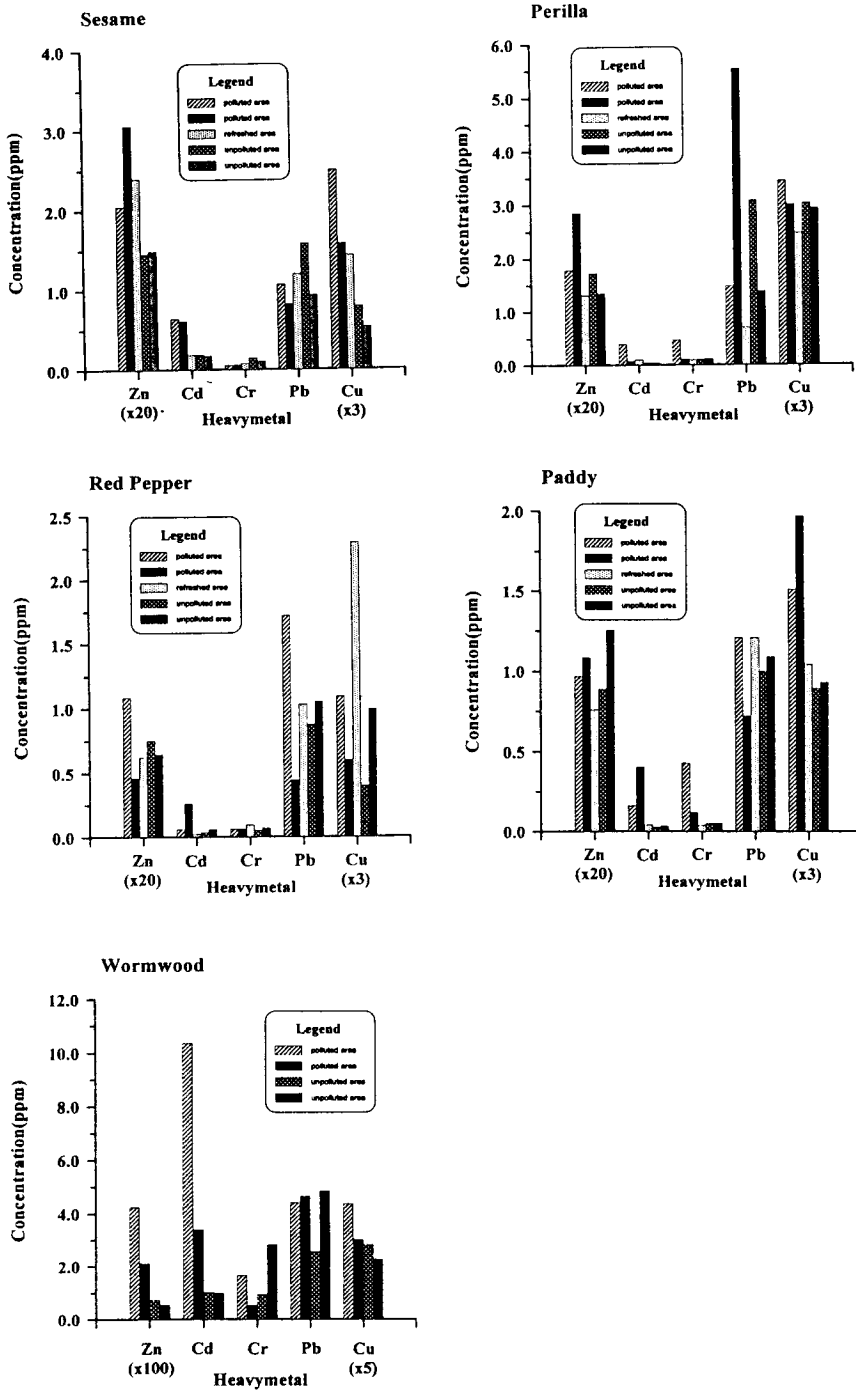 Sesame
Concentration(ppm)
4.0
3.0
2.0
1.0
0.0
Legend
polluted area
polluted area
refreshed area
unpolluted area
unpolluted area
Zn Cd Cr Pb Cu
(x20) (x3)
Heavymetal
Perilla
Concentration(ppm)
6.0
5.0
4.0
3.0
2.0
1.0
0.0
Legend
polluted area
polluted area
refreshed area
unpolluted area
unpolluted area
Zn Cd Cr Pb Cu
(x20) (x3)
Heavymetal
Red Pepper
Concentration(ppm)
2.5
2.0
1.5
1.0
0.5
0.0
Legend
polluted area
polluted area
refreshed area
unpolluted area
unpolluted area
Zn Cd Cr Pb Cu
(x20) (x3)
Heavymetal
Paddy
Concentration(ppm)
2.0
1.5
1.0
0.5
0.0
Legend
polluted area
polluted area
refreshed area
unpolluted area
unpolluted area
Zn Cd Cr Pb Cu
(x20) (x3)
Heavymetal
Wormwood
Concentration(ppm)
12.0
10.0
8.0
6.0
4.0
2.0
0.0
Legend
polluted area
polluted area
unpolluted area
unpolluted area
Zn Cd Cr Pb Cu
(x100) (x5)
Heavymetal